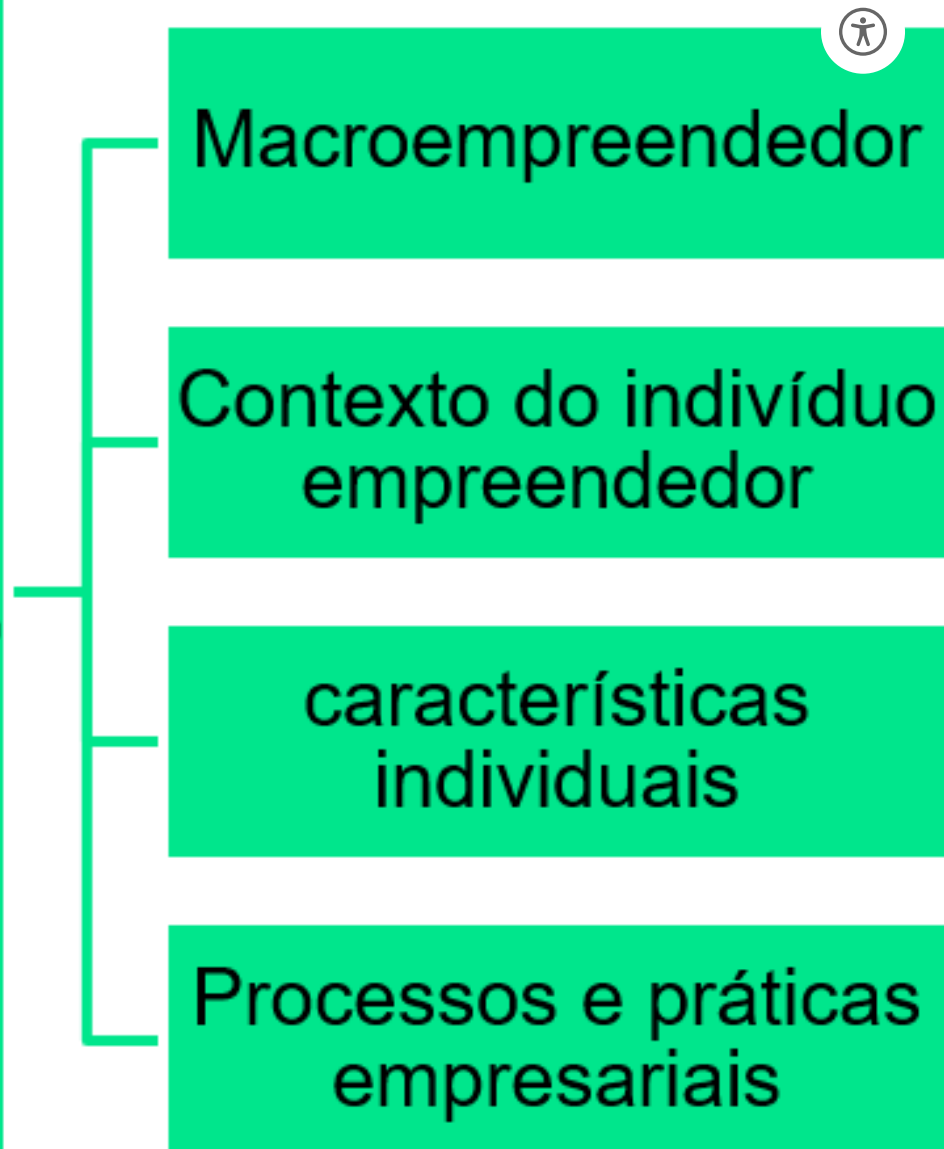 Macroempreendedor
Contexto do indivíduo
empreendedor
características
individuais
Processos e práticas
empresariais